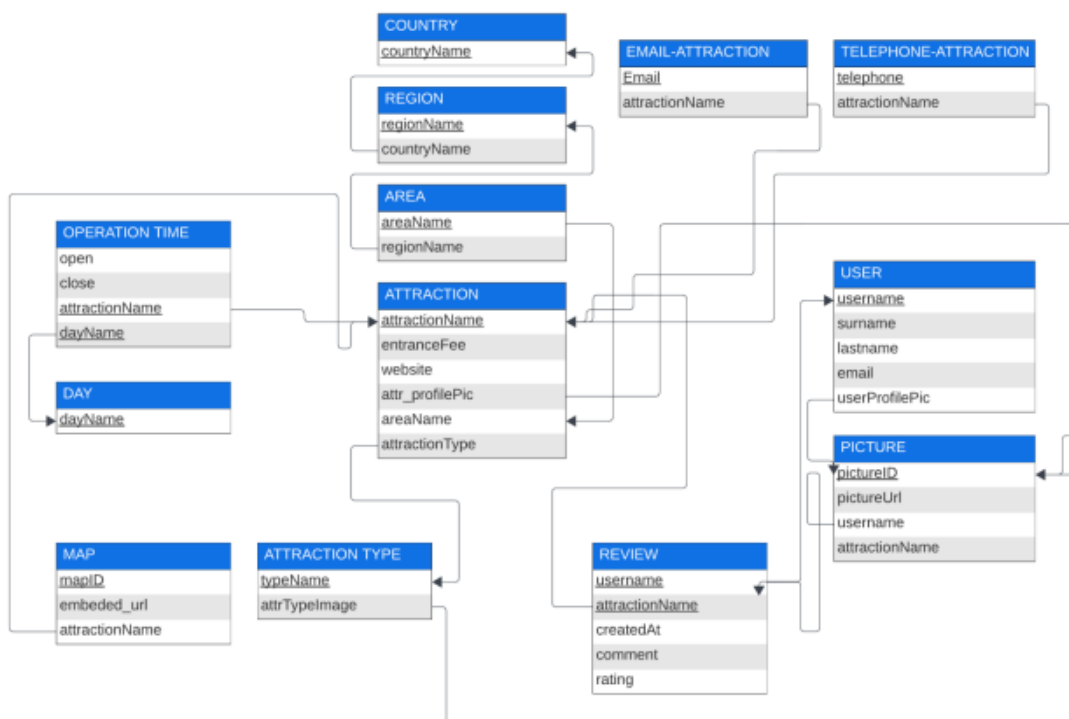 COUNTRY
countryName
REGION
regionName
countryName
AREA
areaName
regionName
EMAIL-ATTRACTION
Email
attractionName
TELEPHONE-ATTRACTION
telephone
attractionName
OPERATION TIME
open
close
attractionName
dayName
ATTRACTION
attractionName
entranceFee
website
attr_profilePic
areaName
attractionType
USER
username
surname
lastname
email
userProfilePic
DAY
dayName
PICTURE
pictureID
pictureUrl
username
attractionName
MAP
mapID
embeded_url
attractionName
ATTRACTION TYPE
typeName
attrTypeImage
REVIEW
username
attractionName
createdAt
comment
rating